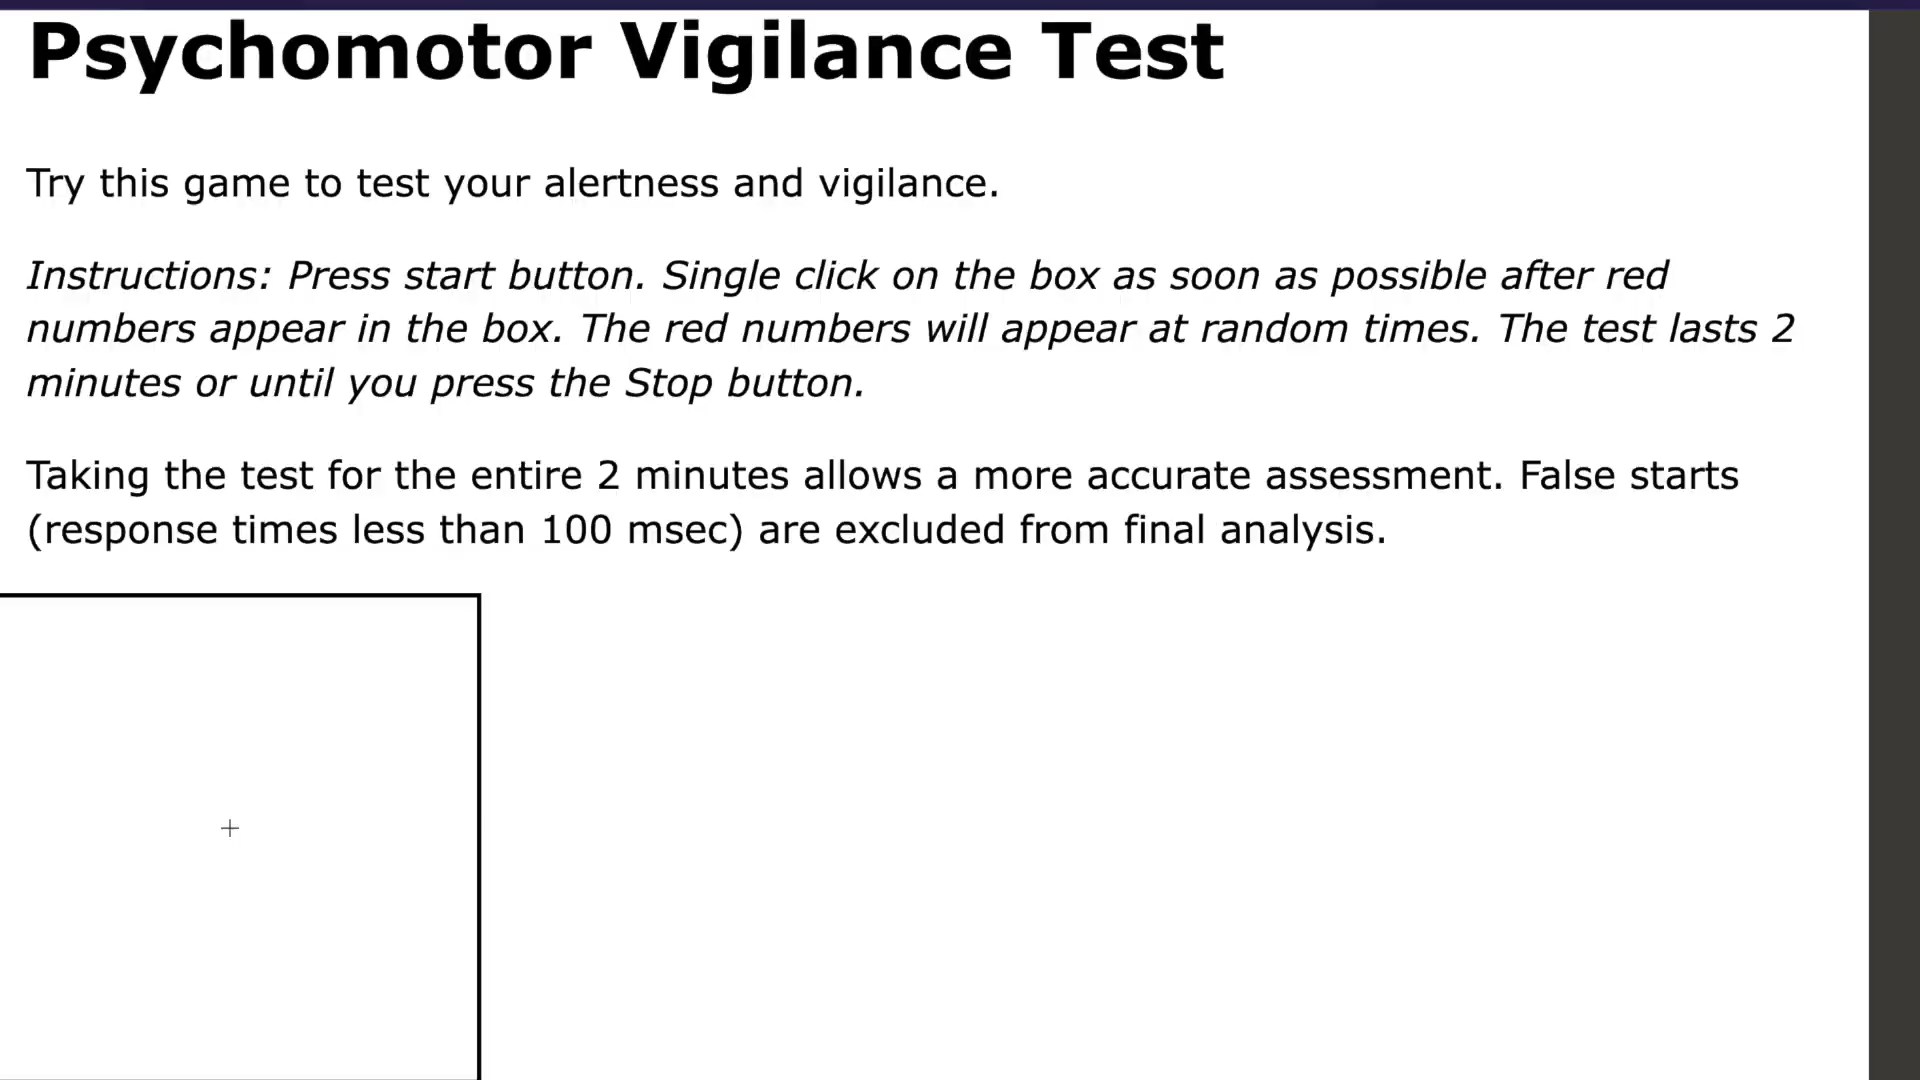 Psychomotor Vigilance Test
Try this game to test your alertness and vigilance.
Instructions: Press start button. Single click on the box as soon as possible after red
numbers appear in the box. The red numbers will appear at random times. The test lasts 2
minutes or until you press the Stop button.
Taking the test for the entire 2 minutes allows a more accurate assessment. False starts
(response times less than 100 msec) are excluded from final analysis.